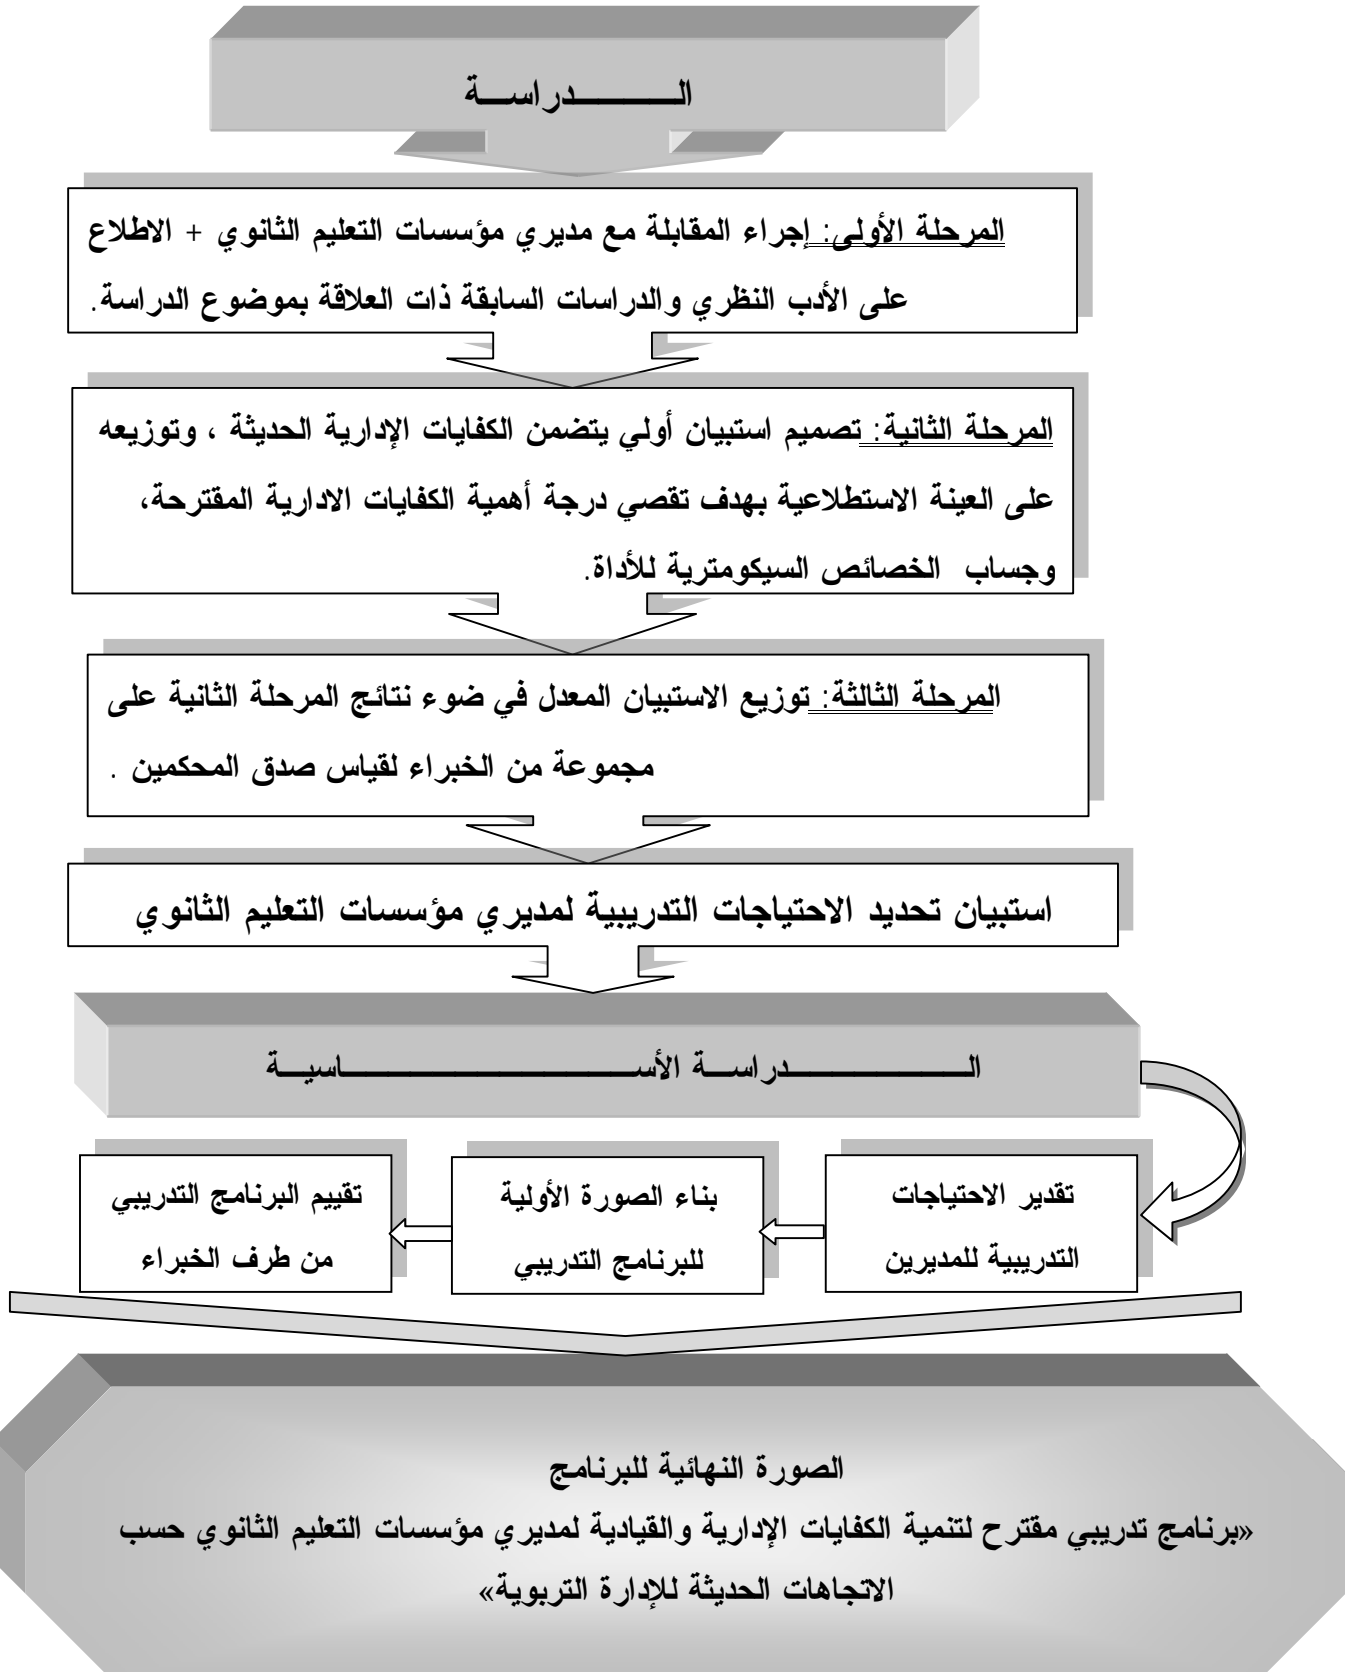 الـــــــــدراســـة
المرحلة الأولى: إجراء المقابلة مع مديري مؤسسات التعليم الثانوي + الاطلاع
على الأدب النظري والدراسات السابقة ذات العلاقة بموضوع الدراسة.
المرحلة الثانية: تصميم استبيان أولي يتضمن الكفايات الإدارية الحديثة ، وتوزيعه
على العينة الاستطلاعية بهدف تقصي درجة أهمية الكفايات الادارية المقترحة،
وجساب الخصائص السيكومترية للأداة.
المرحلة الثالثة: توزيع الاستبيان المعدل في ضوء نتائج المرحلة الثانية على
مجموعة من الخبراء لقياس صدق المحكمين .
استبيان تحديد الاحتياجات التدريبية لمديري مؤسسات التعليم الثانوي
الـــــــــــــــدراســـة الأســـــــــــــــــــــاسيـــة
تقدير الاحتياجات
التدريبية للمديرين
بناء الصورة الأولية
للبرنامج التدريبي
تقييم البرنامج التدريبي
من طرف الخبراء
الصورة النهائية للبرنامج
«برنامج تدريبي مقترح لتنمية الكفايات الإدارية والقيادية لمديري مؤسسات التعليم الثانوي حسب
الاتجاهات الحديثة للإدارة التربوية»